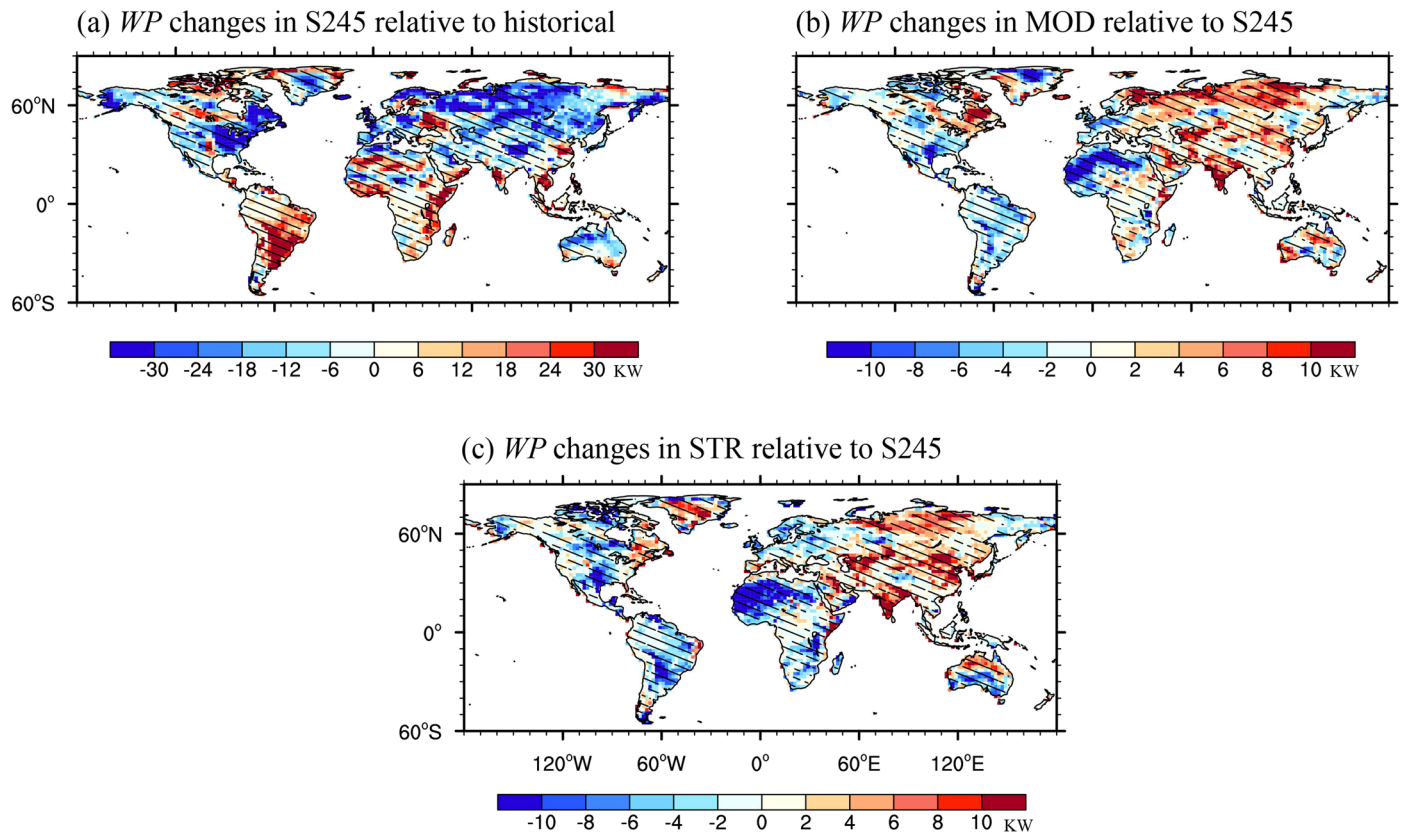 (a) WP changes in S245 relative to historical
(b) WP changes in MOD relative to S245
60°N
0°
60°S
-30 -24 -18 -12 -6 0 6 12 18 24 30 KW
-10 -8 -6 -4 -2 0 2 4 6 8 10 KW
(c) WP changes in STR relative to S245
60°N
0°
60°S
120°W 60°W 0° 60°E 120°E
-10 -8 -6 -4 -2 0 2 4 6 8 10 KW